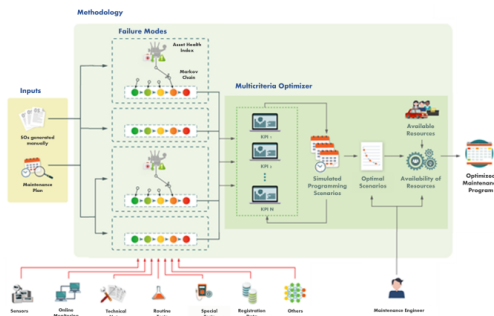 Methodology
Failure Modes
Asset Health
Index
Markov
Chain
Inputs
SOs generated
manually
Maintenance
Plan
Multicriteria Optimizer
KPI
KPI
KPI N
Simulated
Programming
Scenarios
Optimal
Scenarios
Available
Resources
Availability of
Resources
Optimized
Maintenance
Program
Sensors
Online
Monitoring
Technical
Routine
Special
Registration
Others
Maintenance Engineer